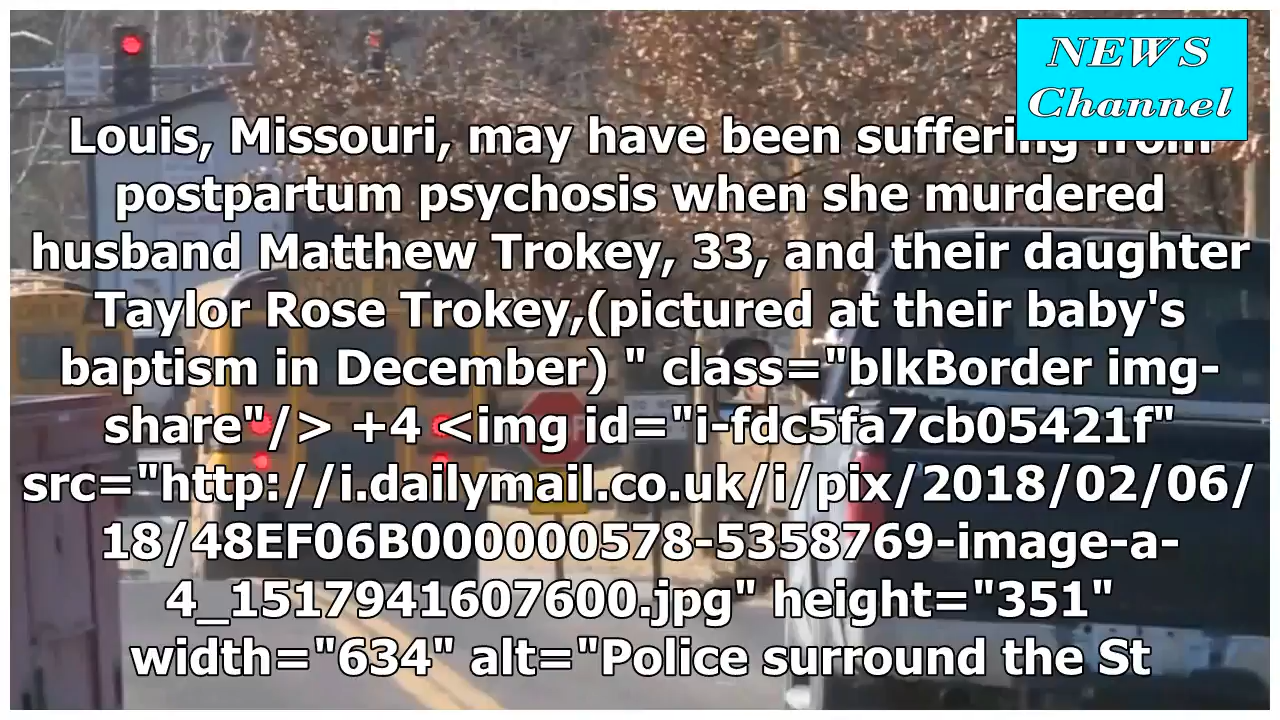 NEWS
Channel
Louis, Missouri, may have been suffering from
postpartum psychosis when she murdered
husband Matthew Trokey, 33, and their daughter
Taylor Rose Trokey,(pictured at their baby's
baptism in December) " class="blkBorder img-
share"/> +4 <img id="i-fdc5fa7cb05421f"
src="http://i.dailymail.co.uk/i/pix/2018/02/06/
18/48EF06B000000578-5358769-image-a-
4_1517941607600.jpg" height="351"
width="634" alt="Police surround the St